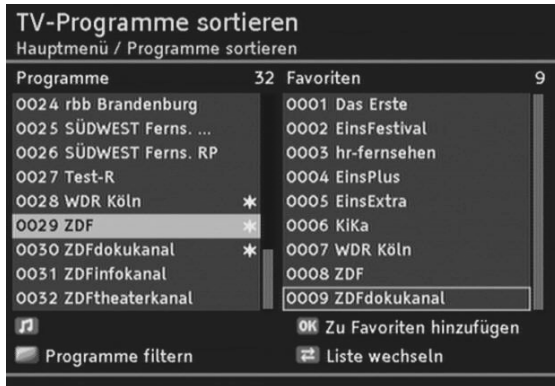 TV-Programme sortieren
Hauptmenü / Programme sortieren
Programme 32
0024 rbb Brandenburg
0025 SÜDWEST Ferns. ...
0026 SÜDWEST Ferns. RP
0027 Test-R
0028 WDR Köln *
0029 ZDF *
0030 ZDFdokukanal *
0031 ZDFinfokanal
0032 ZDFtheaterkanal
Programme filtern
Favoriten 9
0001 Das Erste
0002 EinsFestival
0003 hr-fernsehen
0004 EinsPlus
0005 EinsExtra
0006 KiKa
0007 WDR Köln
0008 ZDF
0009 ZDFdokukanal
OK Zu Favoriten hinzufügen
Liste wechseln